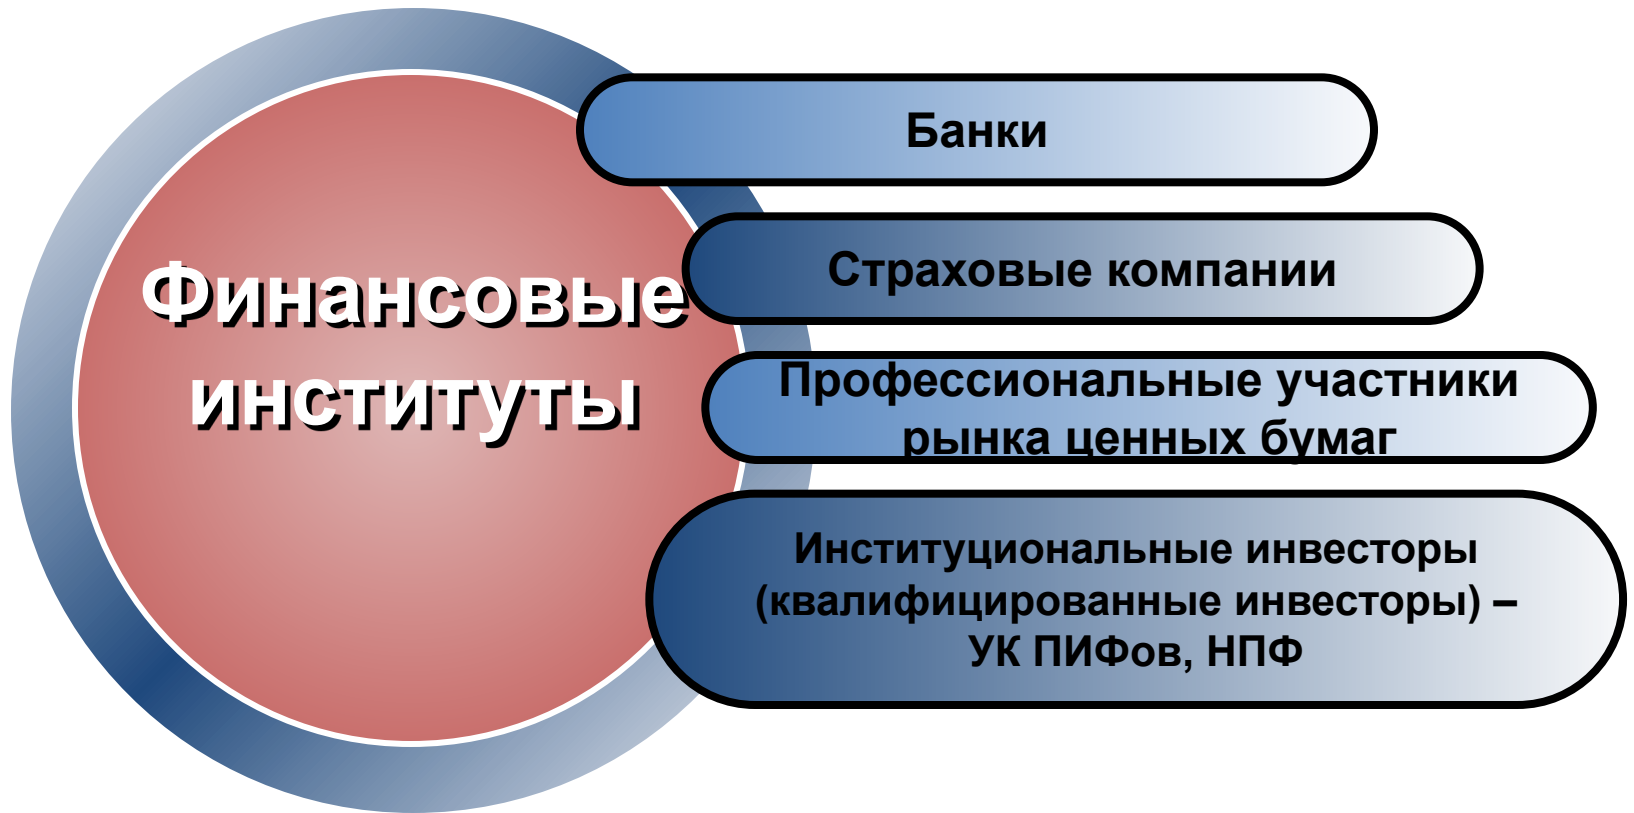 Финансовые
институты
Банки
Страховые компании
Профессиональные участники
рынка ценных бумаг
Институциональные инвесторы
(квалифицированные инвесторы) –
УК ПИФов, НПФ